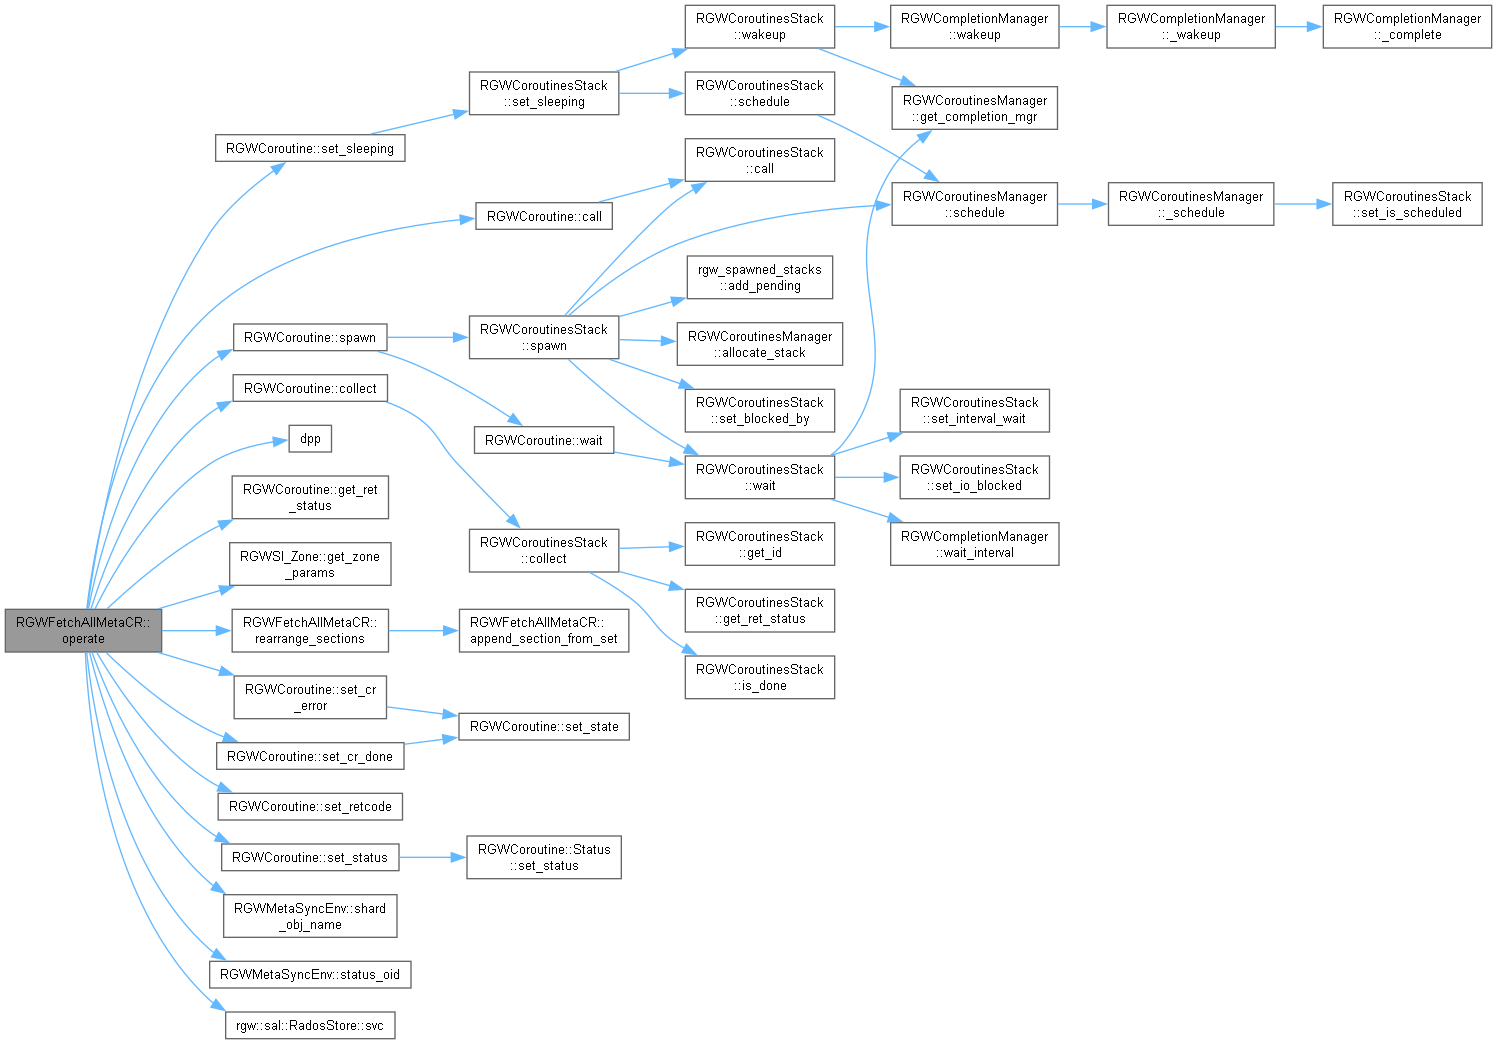 RGWFetchAllMetaCR::
operate
RGWCoroutine::set_sleeping
RGWCoroutine::call
RGWCoroutine::spawn
RGWCoroutine::collect
dpp
RGWCoroutine::get_ret
_status
RGWSI_Zone::get_zone
_params
RGWFetchAllMetaCR::
rearrange_sections
RGWCoroutine::set_cr
_error
RGWCoroutine::set_cr_done
RGWCoroutine::set_retcode
RGWCoroutine::set_status
RGWMetaSyncEnv::shard
_obj_name
RGWMetaSyncEnv::status_oid
rgw::sal::RadosStore::svc
RGWCoroutinesStack
::set_sleeping
RGWCoroutinesStack
::spawn
RGWCoroutine::wait
RGWCoroutinesStack
::collect
RGWFetchAllMetaCR::
append_section_from_set
RGWCoroutine::set_state
RGWCoroutine::Status
::set_status
RGWCoroutinesStack
::wakeup
RGWCoroutinesStack
::schedule
RGWCoroutinesStack
::call
rgw_spawned_stacks
::add_pending
RGWCoroutinesManager
::allocate_stack
RGWCoroutinesStack
::set_blocked_by
RGWCoroutinesStack
::wait
RGWCoroutinesStack
::get_id
RGWCoroutinesStack
::get_ret_status
RGWCoroutinesStack
::is_done
RGWCompletionManager
::wakeup
RGWCoroutinesManager
::get_completion_mgr
RGWCoroutinesManager
::schedule
RGWCoroutinesStack
::set_interval_wait
RGWCoroutinesStack
::set_io_blocked
RGWCompletionManager
::wait_interval
RGWCompletionManager
::_wakeup
RGWCoroutinesManager
::_schedule
RGWCompletionManager
::_complete
RGWCoroutinesStack
::set_is_scheduled